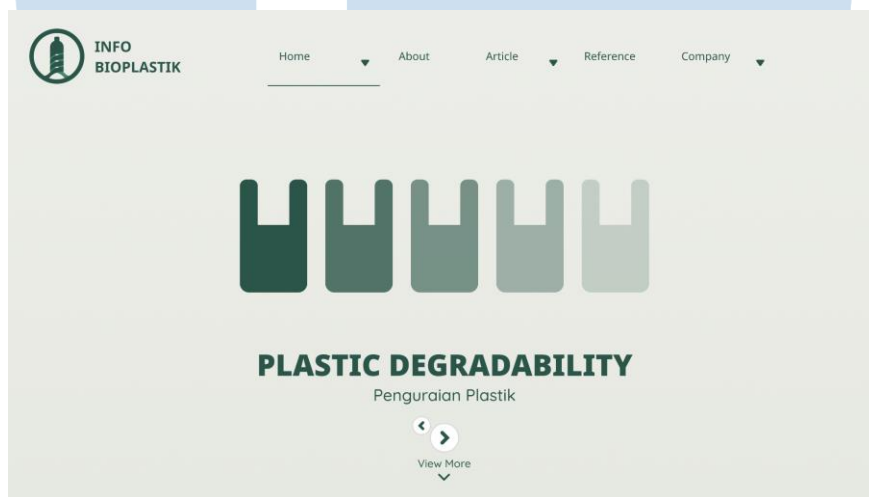 INFO
BIOPLASTIK
Home About Article Reference Company
PLASTIC DEGRADABILITY
Penguraian Plastik
View More